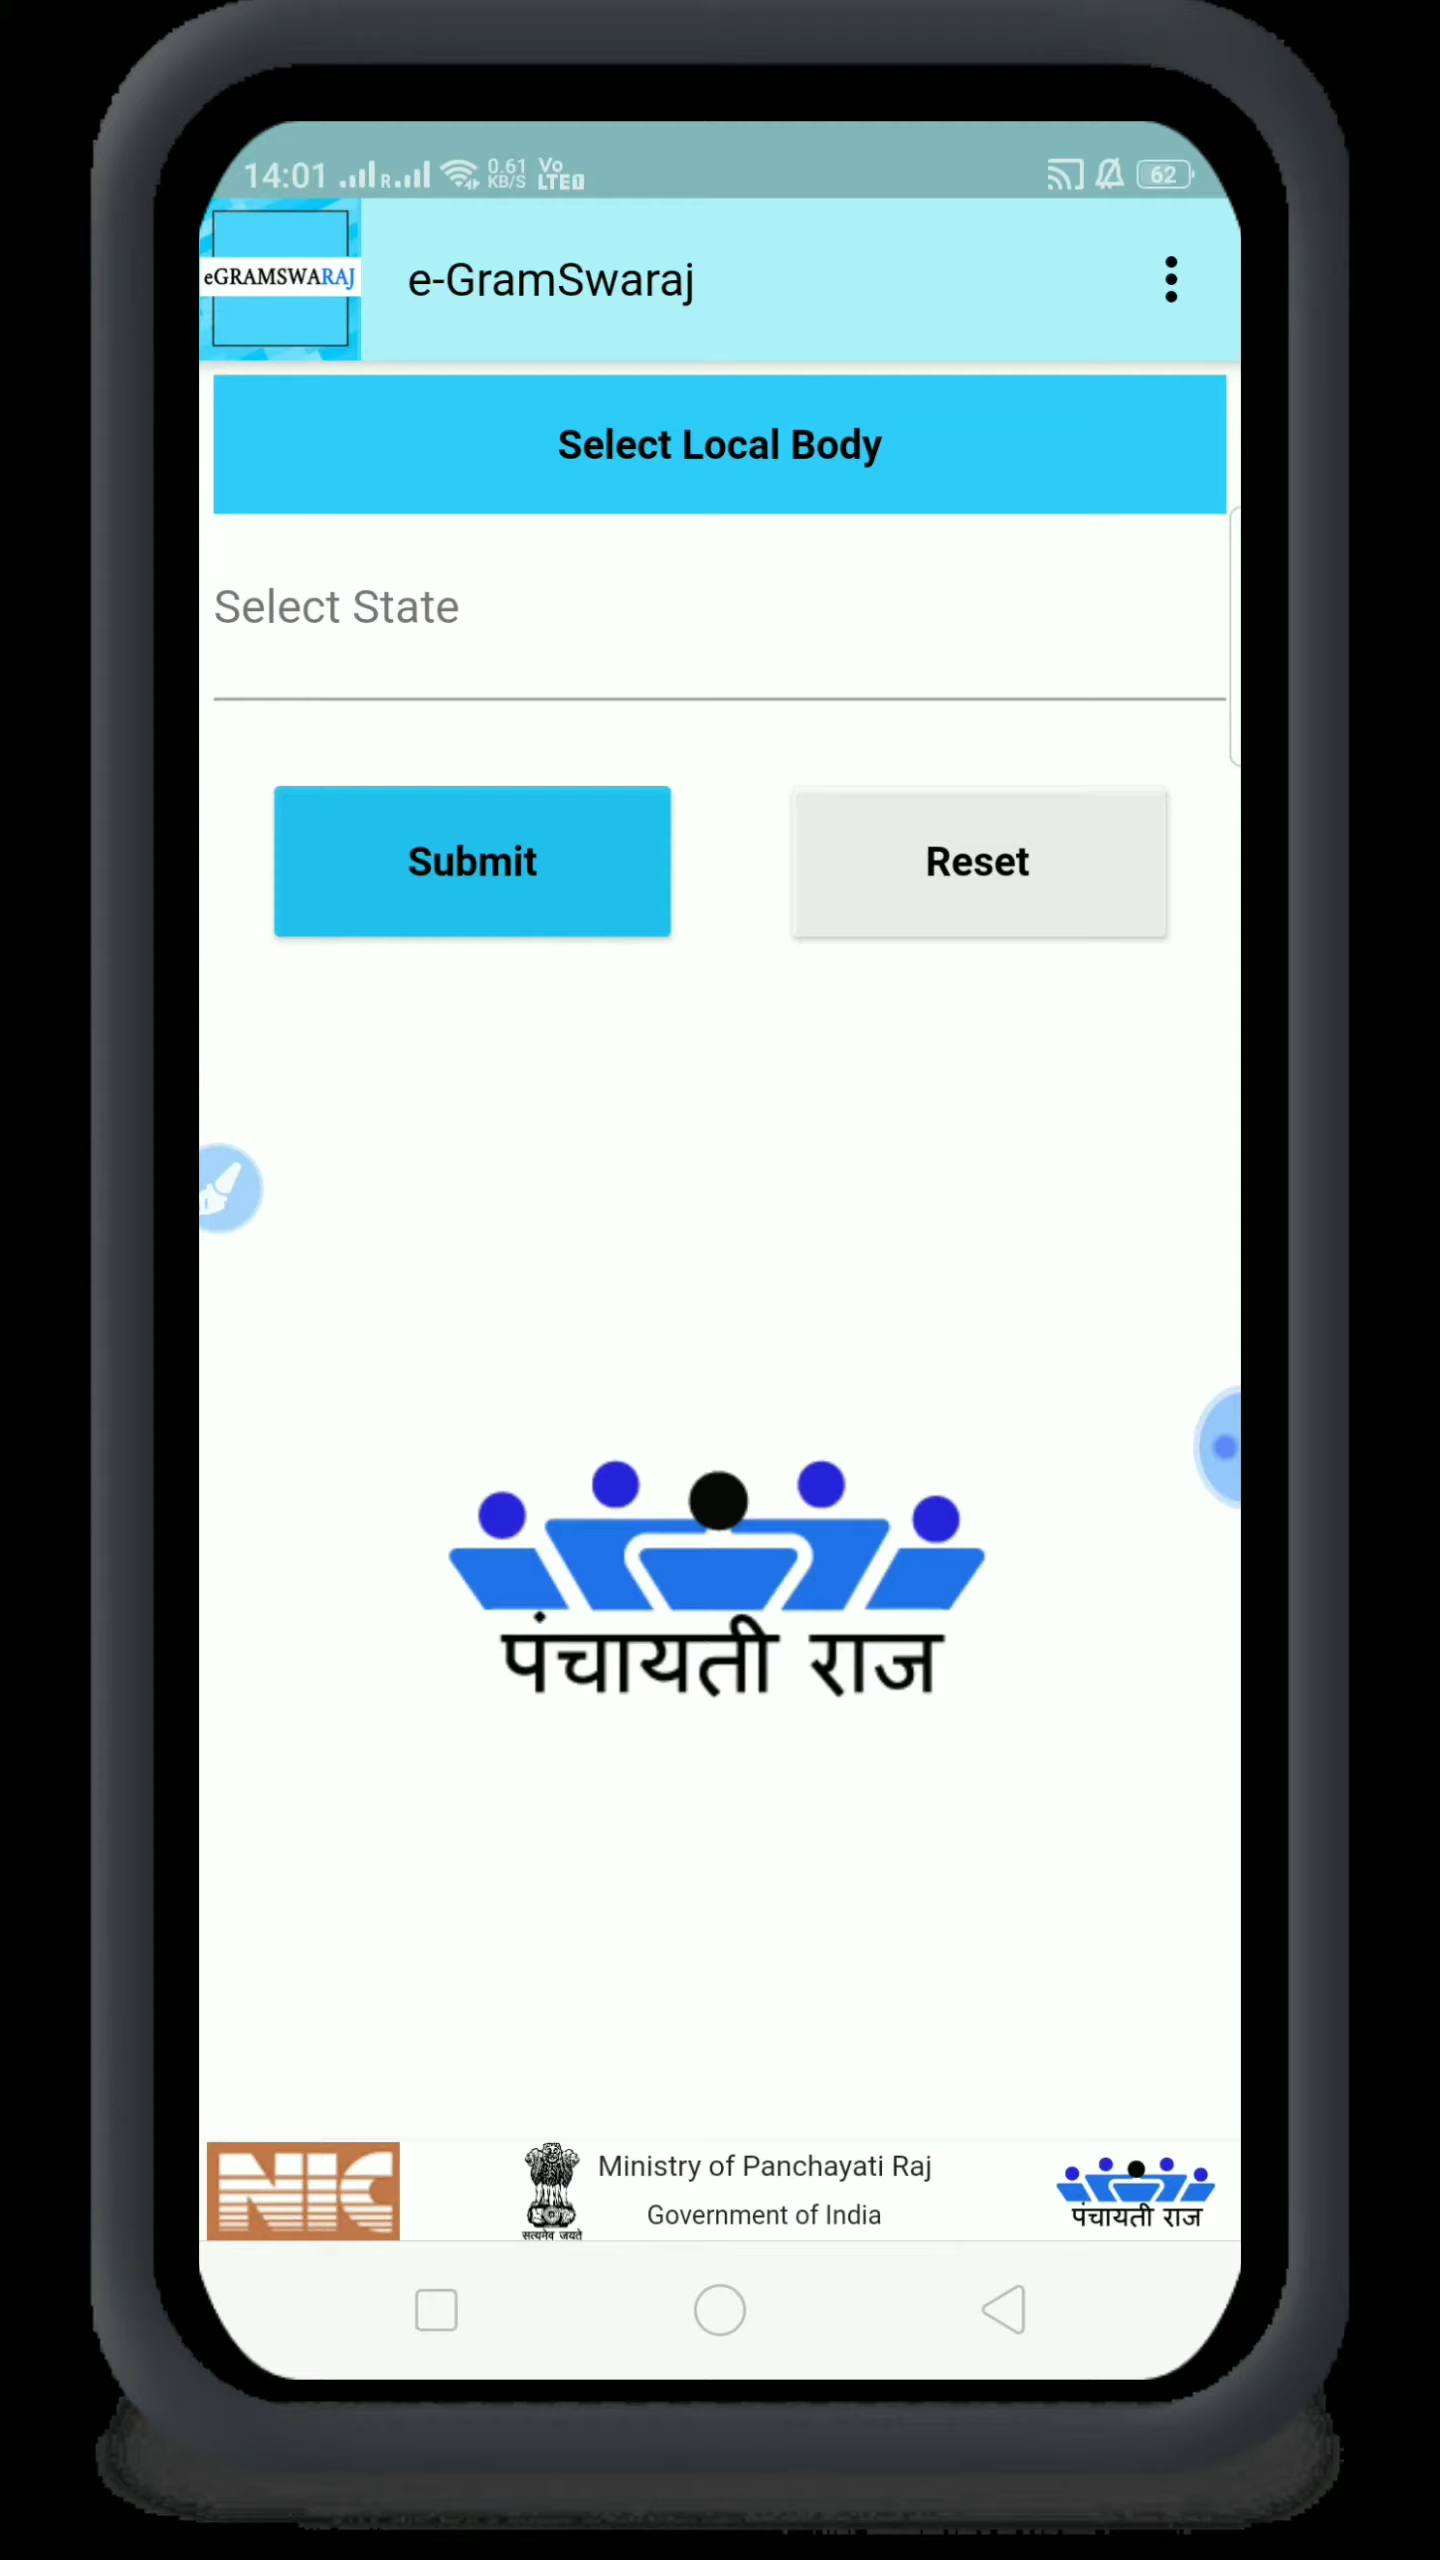 14:01 R 0.61 KB/S Vo LTE 62
eGRAMSWARAJ
e-GramSwaraj
Select Local Body
Select State
Submit Reset
पंचायती राज
NIC
सत्यमेव जयते
Ministry of Panchayati Raj
Government of India
पंचायती राज